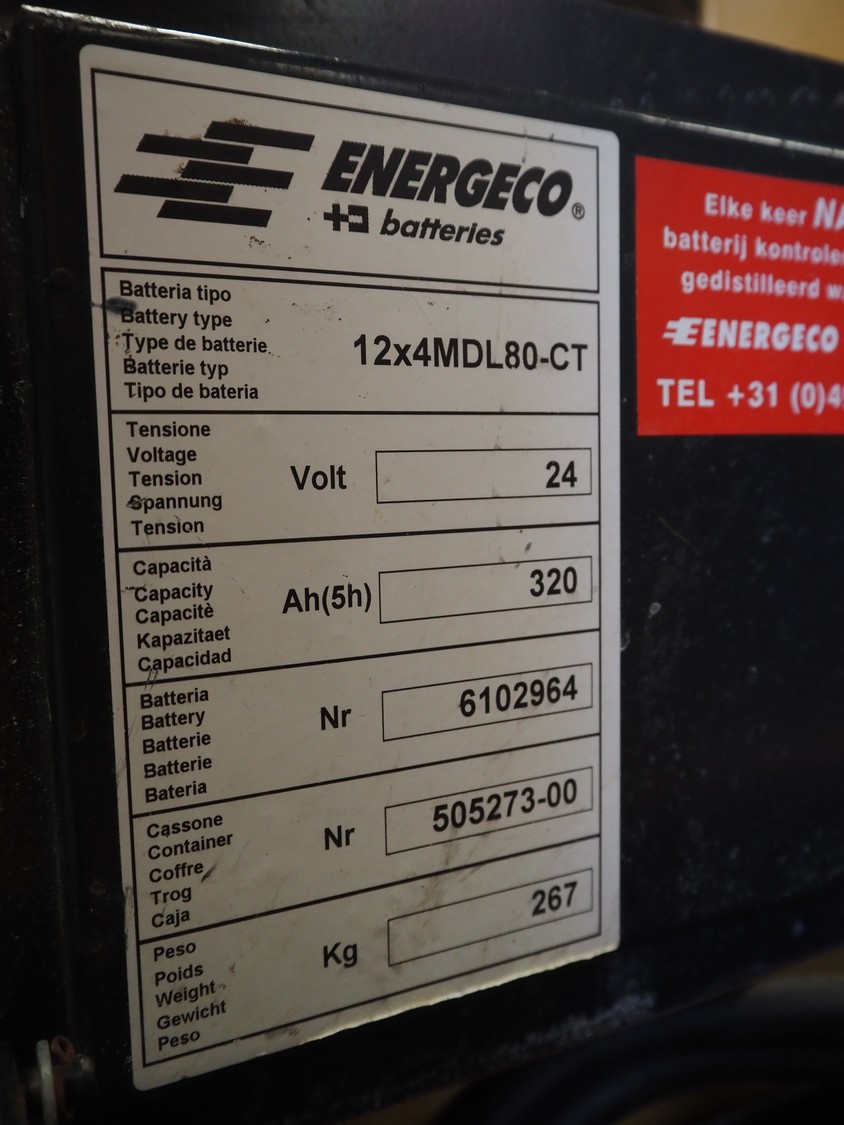 ENERGECO®
batteries
Batteria tipo
Battery type
Type de batterie
Batterie typ
Tipo de bateria
12x4MDL80-CT
Tensione
Voltage
Tension
Spannung
Tension
Volt
24
Capacità
Capacity
Capacitè
Kapazitaet
Capacidad
Ah(5h)
320
Batteria
Battery
Batterie
Batterie
Bateria
Nr
6102964
Cassone
Container
Coffre
Trog
Caja
Nr
505273-00
Peso
Poids
Weight
Gewicht
Peso
Kg
267
Elke keer
batterij
gedistilleerd
ENERGECO
TEL +31 (0)4